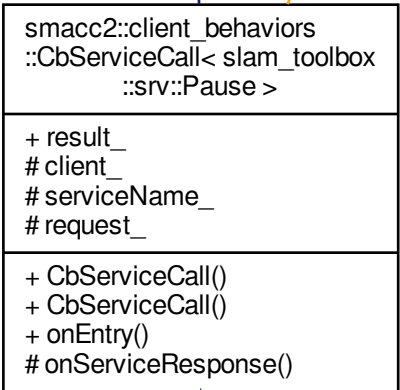 smacc2::client_behaviors
::CbServiceCall< slam_toolbox
::srv::Pause >
+ result_
# client_
# serviceName_
# request_
+ CbServiceCall()
+ CbServiceCall()
+ onEntry()
# onServiceResponse()